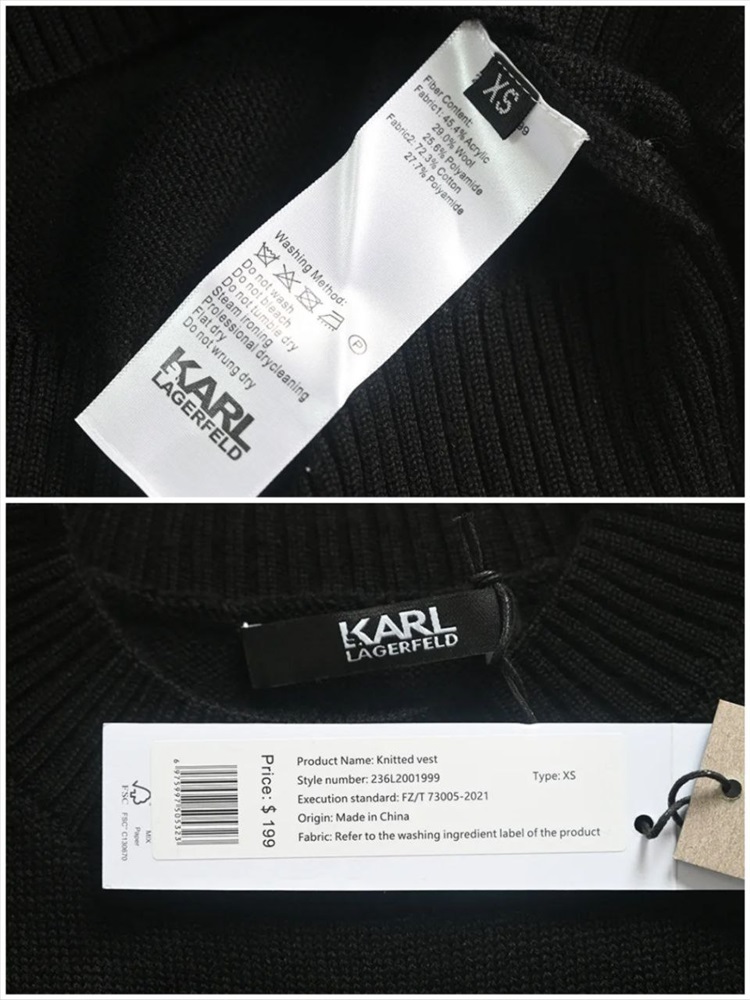 XS
99
Fiber Content:
Fabric1: 45.4% Acrylic
29.0% Wool
25.6% Polyamide
Fabric2: 72.3% Cotton
27.7% Polyamide
Washing Method:
P
Do not wash
Do not bleach
Do not tumble dry
Steam ironing
Professional drycleaning
Flat dry
Do not wrung dry
KARL
LAGERFELD
KARL
LAGERFELD
Product Name: Knitted vest
Style number: 236L2001999
Type: XS
Execution standard: FZ/T 73005-2021
Origin: Made in China
Fabric: Refer to the washing ingredient label of the product
Price: $ 199
6975997505323
MIX
Paper
FSC